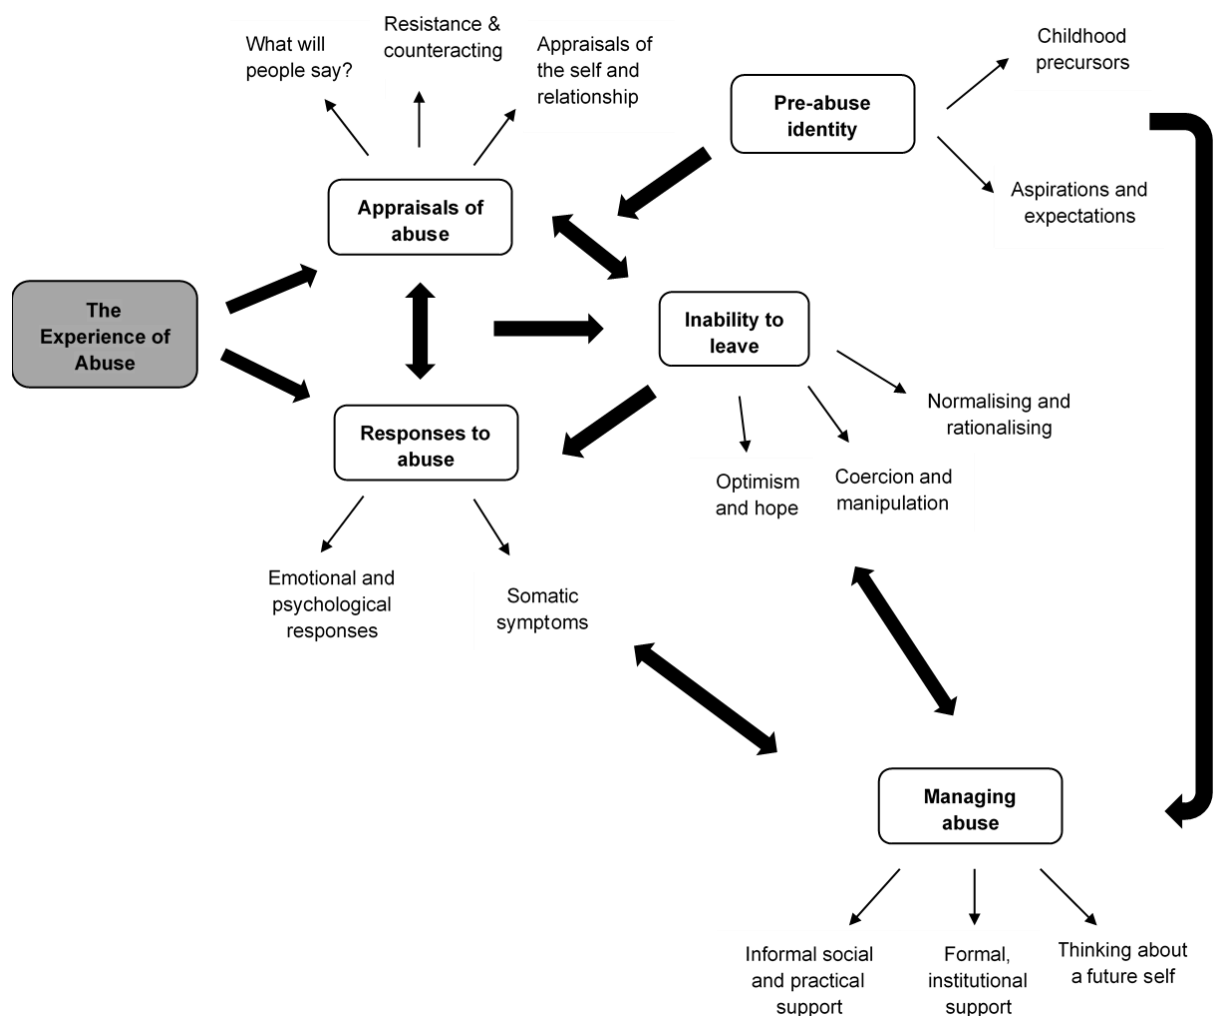 What will
people say?
Resistance &
counteracting
Appraisals of
the self and
relationship
Childhood
precursors
Pre-abuse
identity
Aspirations and
expectations
Appraisals of
abuse
The
Experience of
Abuse
Inability to
leave
Responses to
abuse
Normalising and
rationalising
Optimism
and hope
Coercion and
manipulation
Emotional and
psychological
responses
Somatic
symptoms
Managing
abuse
Informal social
and practical
support
Formal,
institutional
support
Thinking about
a future self